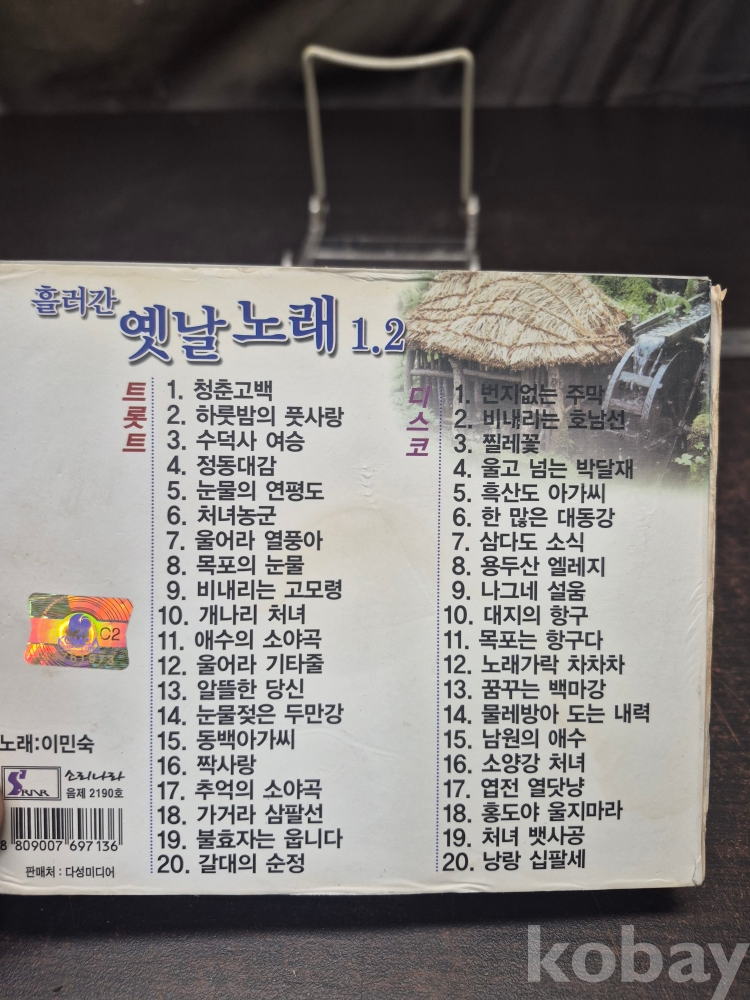 흘러간 옛날 노래 1.2
트롯트
1. 청춘고백
2. 하룻밤의 풋사랑
3. 수덕사 여승
4. 정동대감
5. 눈물의 연평도
6. 처녀농군
7. 울어라 열풍아
8. 목포의 눈물
9. 비내리는 고모령
10. 개나리 처녀
11. 애수의 소야곡
12. 울어라 기타줄
13. 알뜰한 당신
14. 눈물젖은 두만강
15. 동백아가씨
16. 짝사랑
17. 추억의 소야곡
18. 가거라 삼팔선
19. 불효자는 웁니다
20. 갈대의 순정
디스코
1. 번지없는 주막
2. 비내리는 호남선
3. 찔레꽃
4. 울고 넘는 박달재
5. 흑산도 아가씨
6. 한 많은 대동강
7. 삼다도 소식
8. 용두산 엘레지
9. 나그네 설움
10. 대지의 항구
11. 목포는 항구다
12. 노래가락 차차차
13. 꿈꾸는 백마강
14. 물레방아 도는 내력
15. 남원의 애수
16. 소양강 처녀
17. 엽전 열닷냥
18. 홍도야 울지마라
19. 처녀 뱃사공
20. 낭랑 십팔세
C2
노래:이민숙
소리나라
음제 2190호
8 809007 697136
판매처 : 다성미디어
kobay